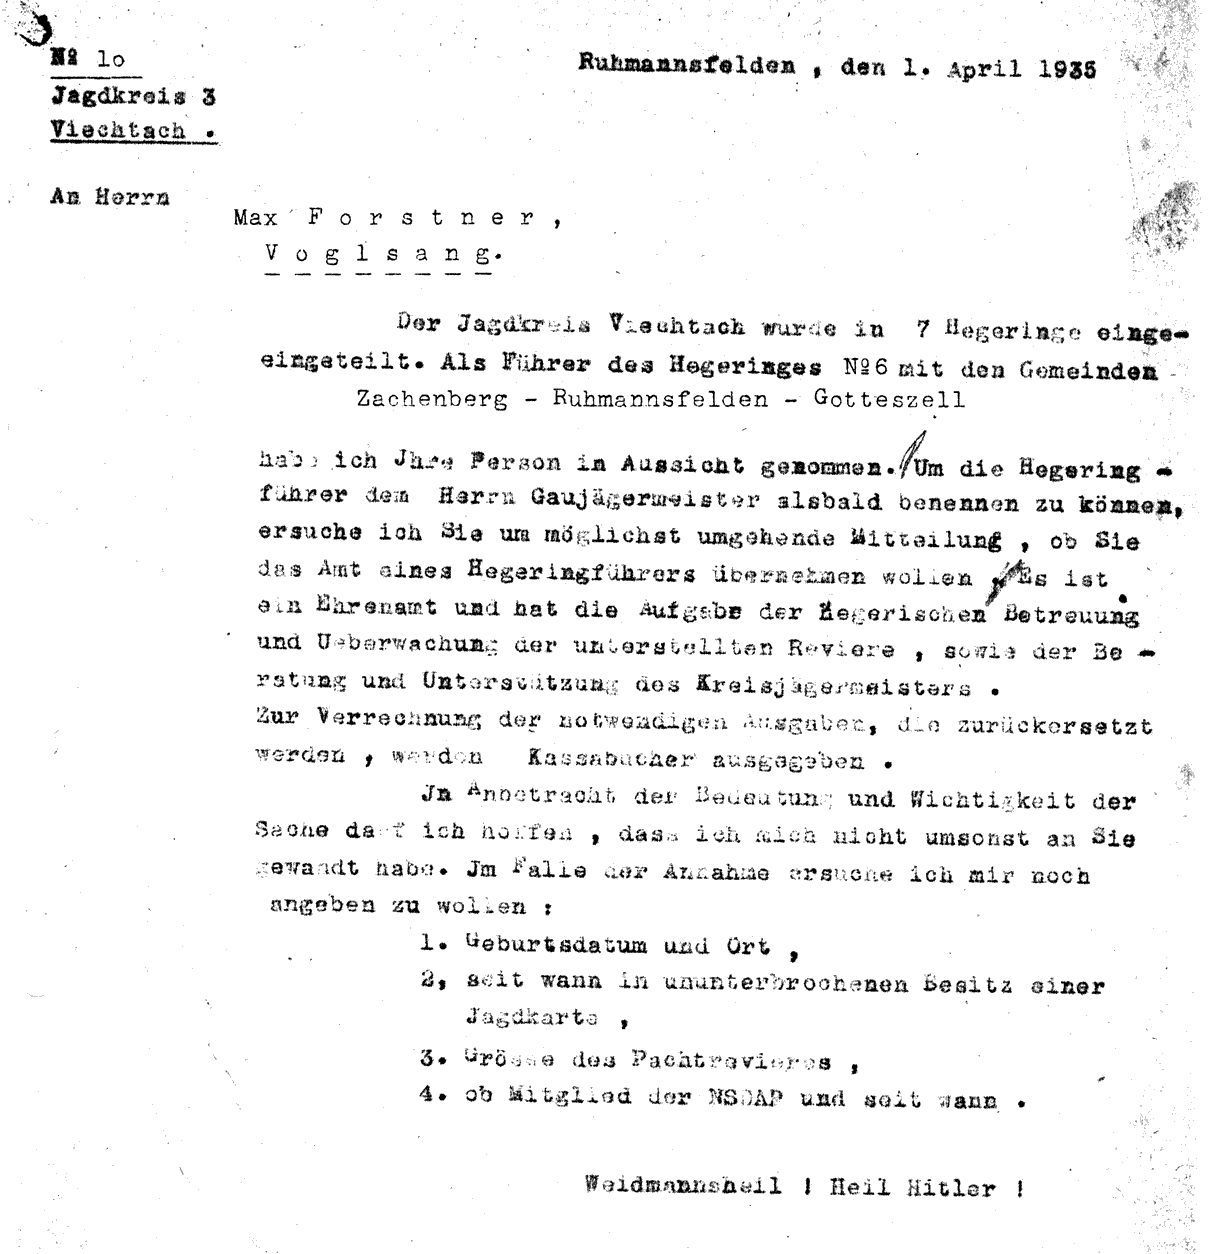 № 1o
Ruhmannsfelden , den 1. April 1935
Jagdkreis 3
Viechtach .
An Herrn
Max F o r s t n e r ,
V o g l s a n g.
Der Jagdkreis Viechtach wurde in 7 Hegeringe einge-
eingeteilt. Als Führer des Hegeringes №6 mit den Gemeinden
Zachenberg - Ruhmannsfelden - Gotteszell
habe ich Jhre Person in Aussicht genommen. Um die Hegering -
führer dem Herrn Gaujägermeister alsbald benennen zu können,
ersuche ich Sie um möglichst umgehende Mitteilung , ob Sie
das Amt eines Hegeringführers übernehmen wollen . Es ist
ein Ehrenamt und hat die Aufgabe der Hegerischen Betreuung
und Ueberwachung der unterstellten Reviere , sowie der Be -
ratung und Unterstützung des Kreisjägermeisters .
Zur Verrechnung der notwendigen Ausgaben, die zurückersetzt
werden , werden Kassabücher ausgegeben .
Jn Anbetracht der Bedeutung und Wichtigkeit der
Sache darf ich hoffen , dass ich mich nicht umsonst an Sie
gewandt habe. Jm Falle der Annahme ersuche ich mir noch
angeben zu wollen :
1. Geburtsdatum und Ort ,
2, seit wann in ununterbrochenen Besitz einer
Jagdkarte ,
3. Grösse des Pachtrevieres ,
4. ob Mitglied der NSDAP und seit wann .
Weidmannsheil ! Heil Hitler !